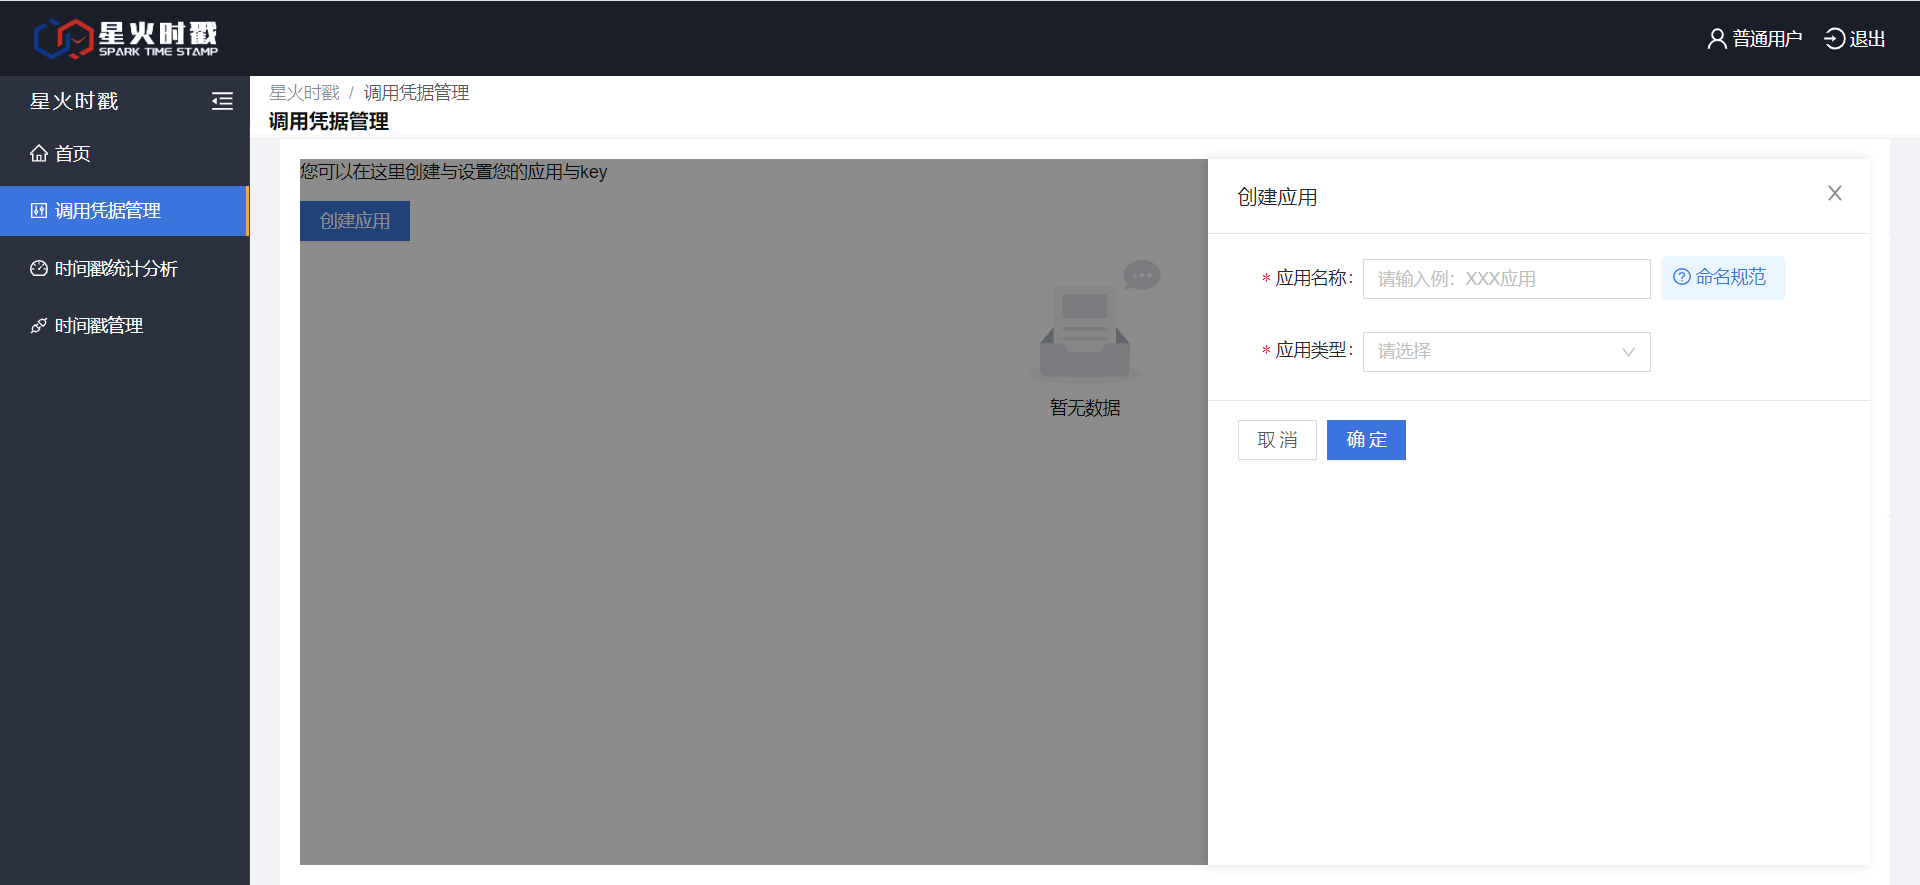 星火时戳
SPARK TIME STAMP
普通用户
退出
星火时戳
首页
调用凭据管理
时间戳统计分析
时间戳管理
星火时戳 / 调用凭据管理
调用凭据管理
您可以在这里创建与设置您的应用与key
创建应用
暂无数据
创建应用
* 应用名称: 请输入例：XXX应用 命名规范
* 应用类型: 请选择
取 消
确 定